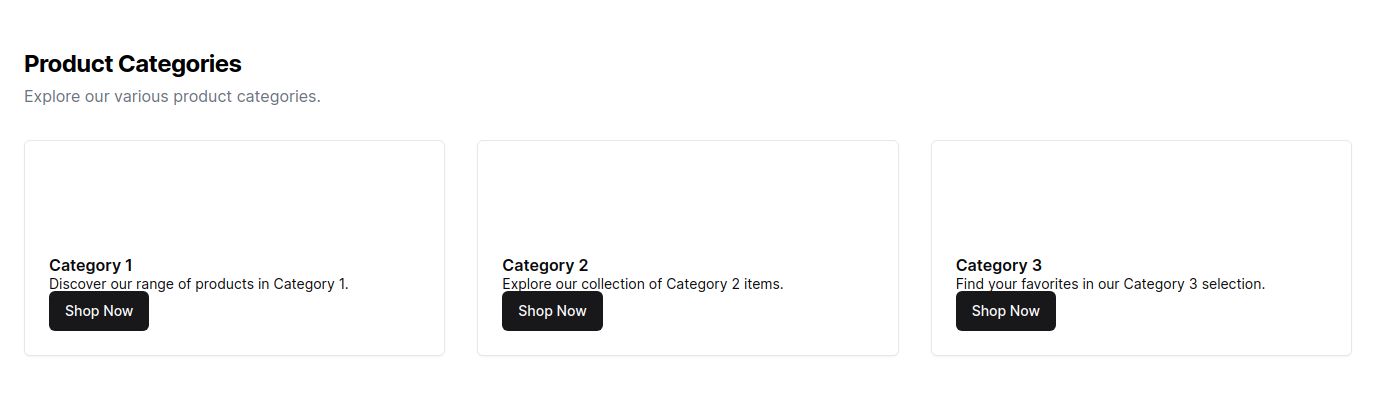 Product Categories
Explore our various product categories.
Category 1
Discover our range of products in Category 1.
Shop Now
Category 2
Explore our collection of Category 2 items.
Shop Now
Category 3
Find your favorites in our Category 3 selection.
Shop Now